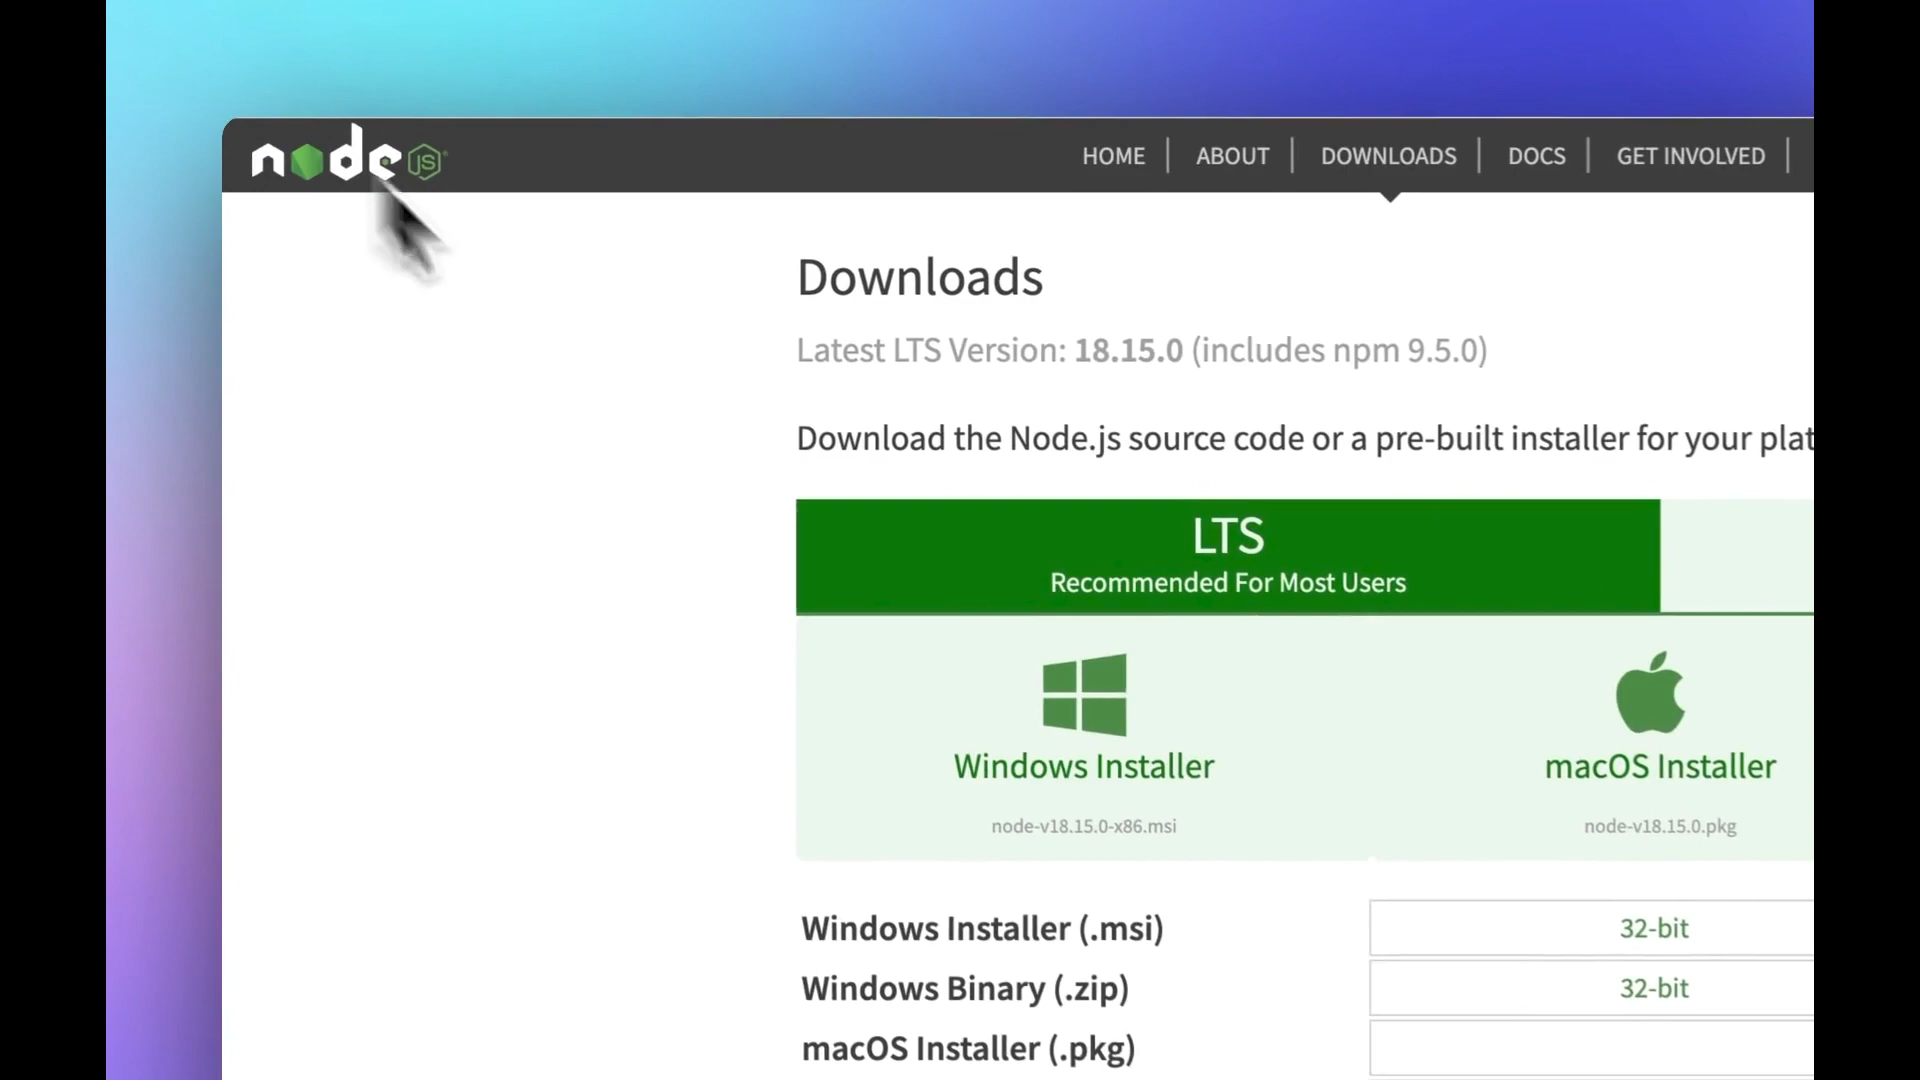 node JS
HOME | ABOUT | DOWNLOADS | DOCS | GET INVOLVED |
Downloads
Latest LTS Version: 18.15.0 (includes npm 9.5.0)
Download the Node.js source code or a pre-built installer for your plat
LTS
Recommended For Most Users
Windows Installer
macOS Installer
node-v18.15.0-x86.msi
node-v18.15.0.pkg
Windows Installer (.msi)
32-bit
Windows Binary (.zip)
32-bit
macOS Installer (.pkg)